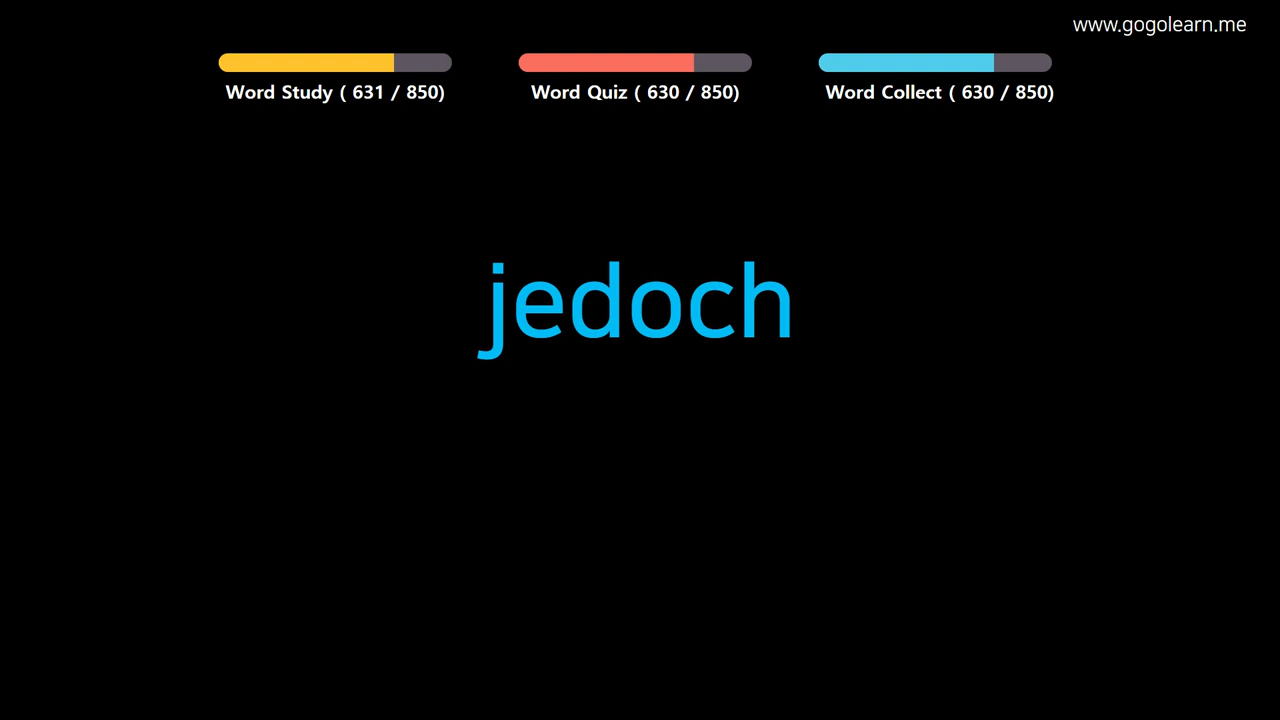 www.gogolearn.me
Word Study ( 631 / 850)
Word Quiz ( 630 / 850)
Word Collect ( 630 / 850)
jedoch